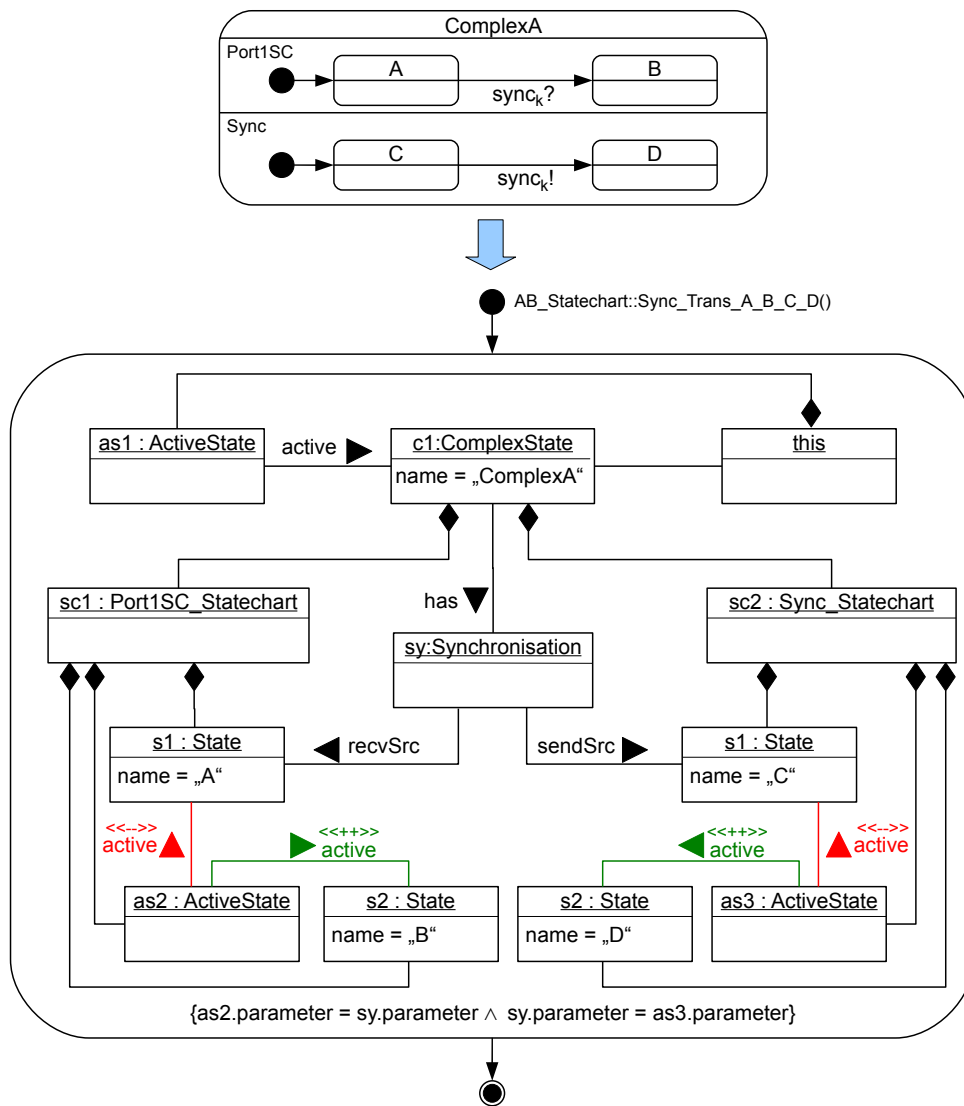 ComplexA
Port1SC
A
B
sync_k?
Sync
C
D
sync_k!
AB_Statechart::Sync_Trans_A_B_C_D()
as1 : ActiveState
active
c1:ComplexState
name = „ComplexA“
this
sc1 : Port1SC_Statechart
has
sc2 : Sync_Statechart
sy:Synchronisation
s1 : State
name = „A“
recvSrc
sendSrc
s1 : State
name = „C“
<<-->>
active
<<++>>
active
<<++>>
active
<<-->>
active
as2 : ActiveState
s2 : State
name = „B“
s2 : State
name = „D“
as3 : ActiveState
{as2.parameter = sy.parameter ∧ sy.parameter = as3.parameter}